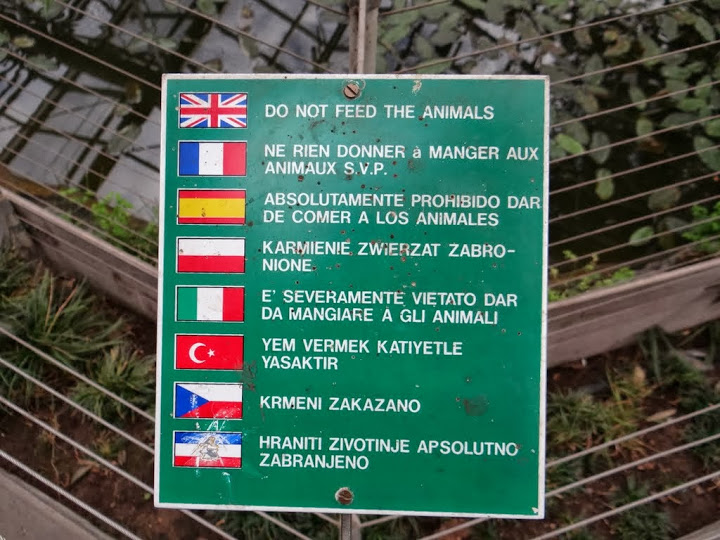 DO NOT FEED THE ANIMALS
NE RIEN DONNER à MANGER AUX
ANIMAUX S.V.P.
ABSOLUTAMENTE PROHIBIDO DAR
DE COMER A LOS ANIMALES
KARMIENIE ZWIERZAT ZABRO-
NIONE.
E' SEVERAMENTE VIETATO DAR
DA MANGIARE A GLI ANIMALI
YEM VERMEK KATIYETLE
YASAKTIR
KRMENI ZAKAZANO
HRANITI ZIVOTINJE APSOLUTNO
ZABRANJENO